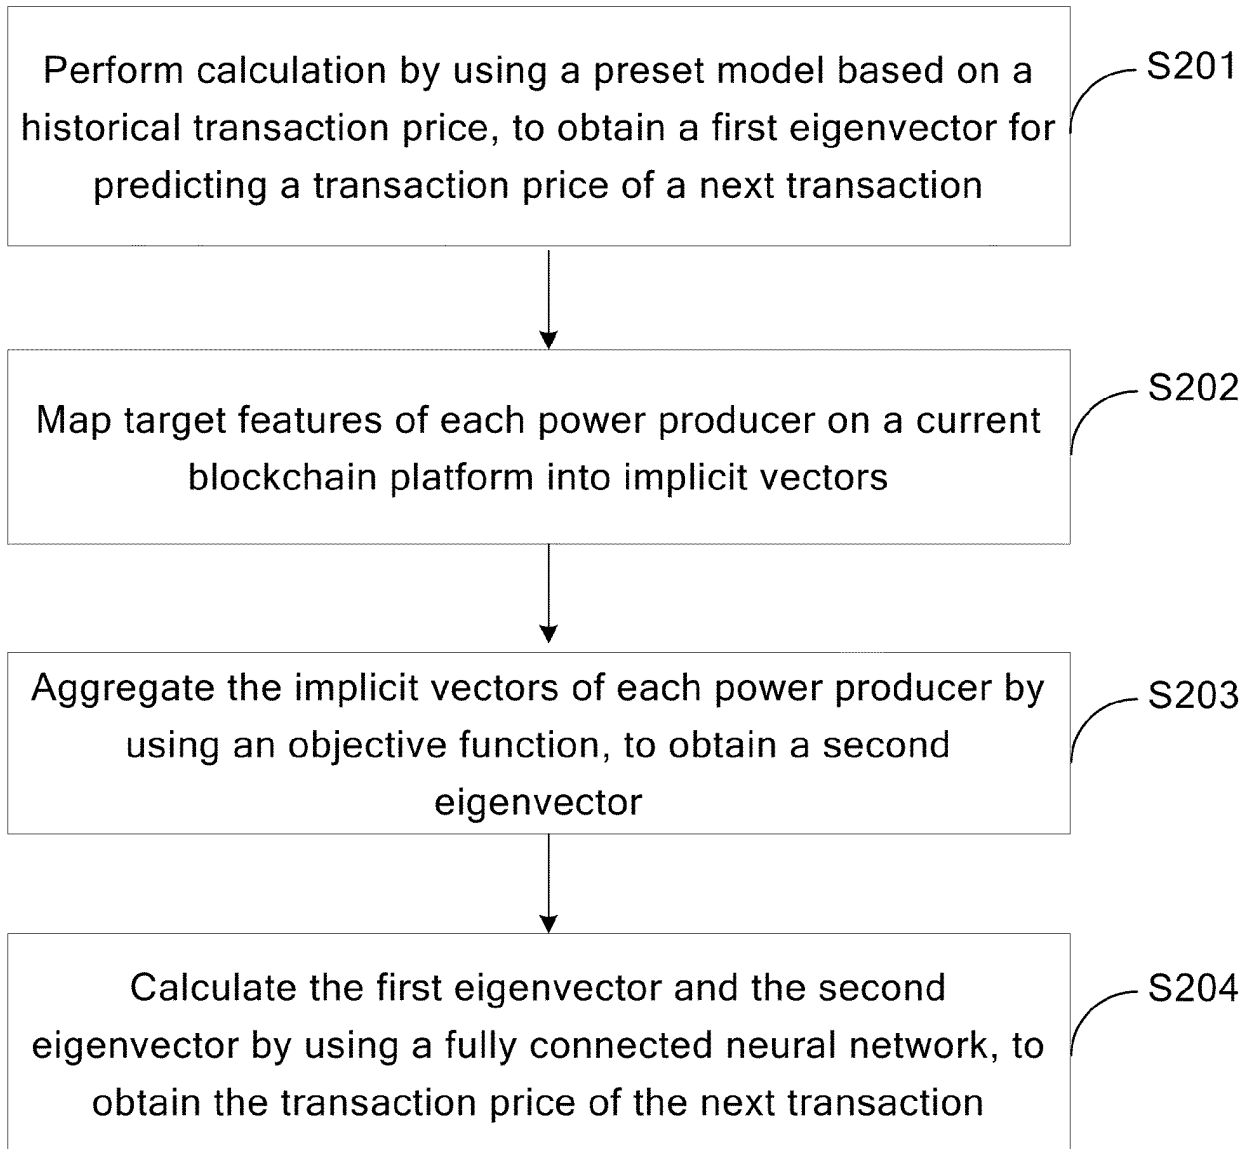 Perform calculation by using a preset model based on a
historical transaction price, to obtain a first eigenvector for
predicting a transaction price of a next transaction
S201
Map target features of each power producer on a current
blockchain platform into implicit vectors
S202
Aggregate the implicit vectors of each power producer by
using an objective function, to obtain a second
eigenvector
S203
Calculate the first eigenvector and the second
eigenvector by using a fully connected neural network, to
obtain the transaction price of the next transaction
S204